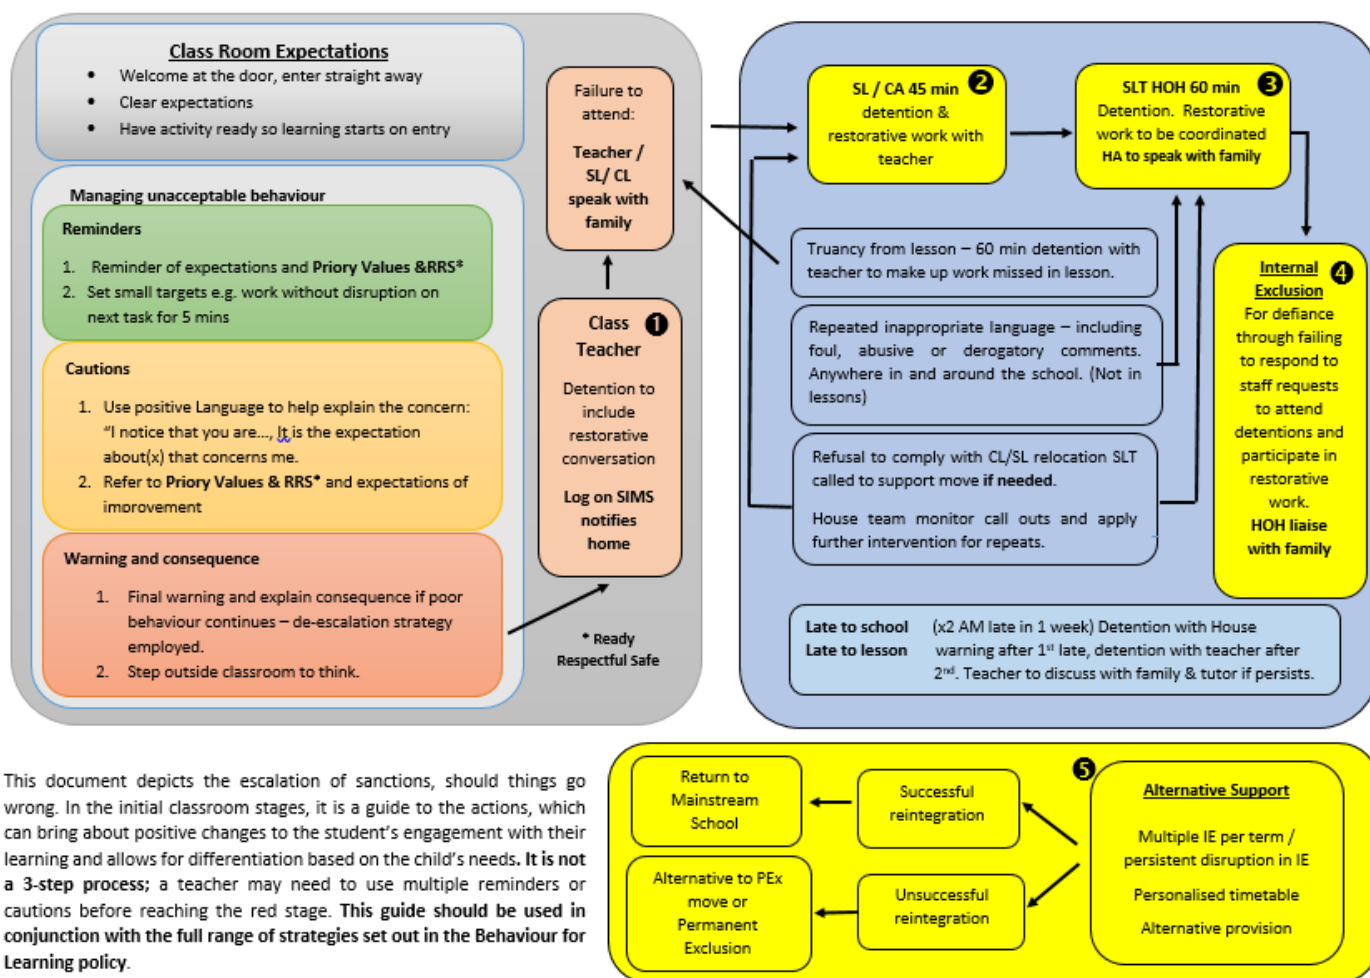 Class Room Expectations
• Welcome at the door, enter straight away
• Clear expectations
• Have activity ready so learning starts on entry
Managing unacceptable behaviour
Reminders
1. Reminder of expectations and Priory Values &RRS*
2. Set small targets e.g. work without disruption on
next task for 5 mins
Cautions
1. Use positive Language to help explain the concern:
“I notice that you are…, It is the expectation
about(x) that concerns me.
2. Refer to Priory Values & RRS* and expectations of
improvement
Warning and consequence
1. Final warning and explain consequence if poor
behaviour continues – de-escalation strategy
employed.
2. Step outside classroom to think.
Failure to
attend:
Teacher /
SL/ CL
speak with
family
Class 1
Teacher
Detention to
include
restorative
conversation
Log on SIMS
notifies
home
* Ready
Respectful Safe
SL / CA 45 min 2
detention &
restorative work with
teacher
SLT HOH 60 min 3
Detention. Restorative
work to be coordinated
HA to speak with family
Truancy from lesson – 60 min detention with
teacher to make up work missed in lesson.
Repeated inappropriate language – including
foul, abusive or derogatory comments.
Anywhere in and around the school. (Not in
lessons)
Refusal to comply with CL/SL relocation SLT
called to support move if needed.
House team monitor call outs and apply
further intervention for repeats.
Internal 4
Exclusion
For defiance
through failing
to respond to
staff requests
to attend
detentions and
participate in
restorative
work.
HOH liaise
with family
Late to school (x2 AM late in 1 week) Detention with House
Late to lesson warning after 1st late, detention with teacher after
2nd. Teacher to discuss with family & tutor if persists.
This document depicts the escalation of sanctions, should things go
wrong. In the initial classroom stages, it is a guide to the actions, which
can bring about positive changes to the student’s engagement with their
learning and allows for differentiation based on the child’s needs. It is not
a 3-step process; a teacher may need to use multiple reminders or
cautions before reaching the red stage. This guide should be used in
conjunction with the full range of strategies set out in the Behaviour for
Learning policy.
Return to
Mainstream
School
Successful
reintegration
Alternative to PEx
move or
Permanent
Exclusion
Unsuccessful
reintegration
5
Alternative Support
Multiple IE per term /
persistent disruption in IE
Personalised timetable
Alternative provision